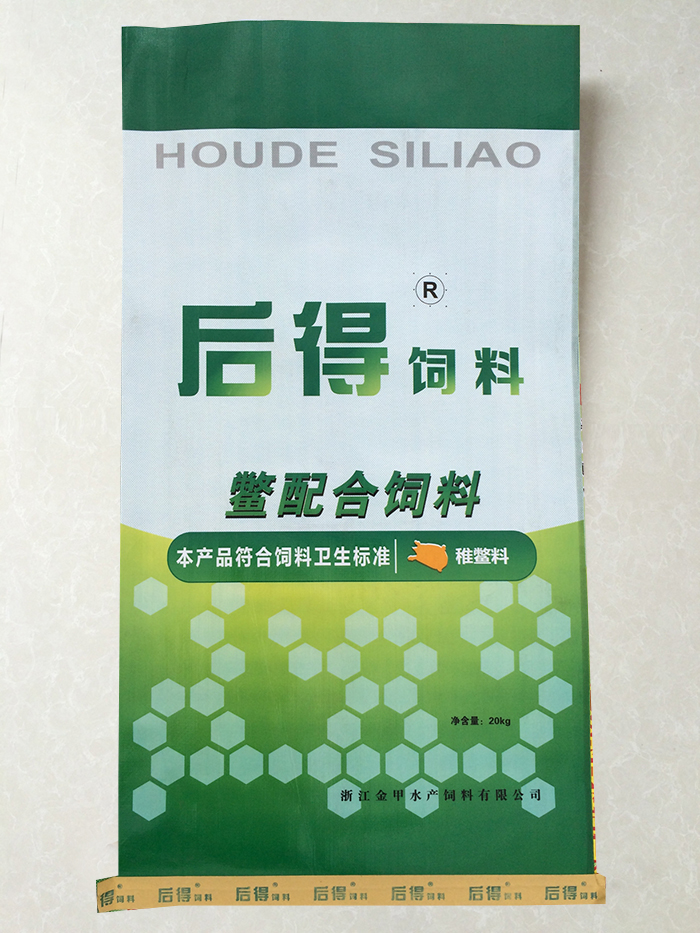 HOUDE SILIAO
后得饲料
®
鳖配合饲料
本产品符合饲料卫生标准 稚鳖料
净含量：20kg
浙江金甲水产饲料有限公司
得饲料 后得饲料 后得饲料 后得饲料 后得饲料 后得饲料 后得饲料